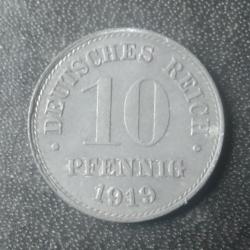 · DEUTSCHES REICH ·
10
PFENNIG
1919